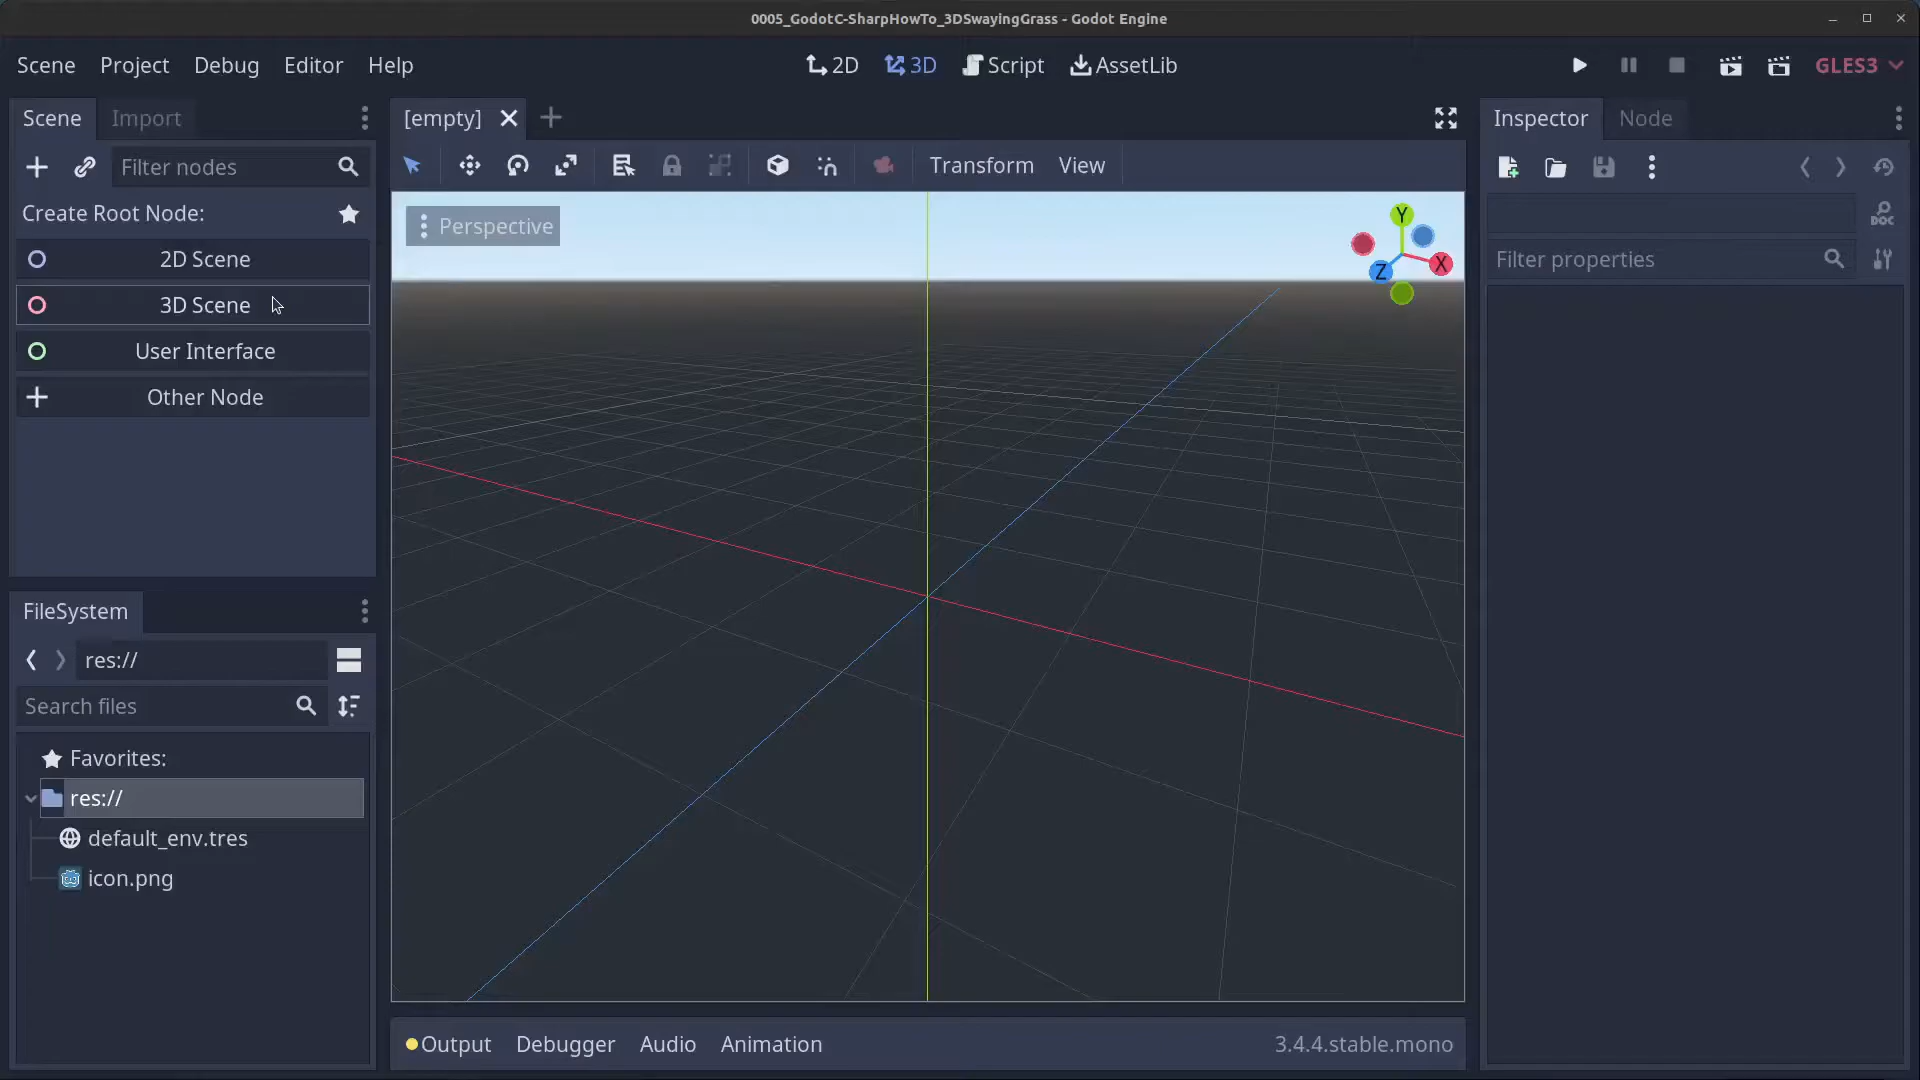 0005_GodotC-SharpHowTo_3DSwayingGrass - Godot Engine
Scene Project Debug Editor Help
2D 3D Script AssetLib
GLES3
Scene Import
[empty]
Inspector Node
Filter nodes
Transform View
Create Root Node:
DOC
Perspective
Y
X
Z
2D Scene
Filter properties
3D Scene
User Interface
Other Node
FileSystem
res://
Search files
Favorites:
res://
default_env.tres
icon.png
Output Debugger Audio Animation
3.4.4.stable.mono